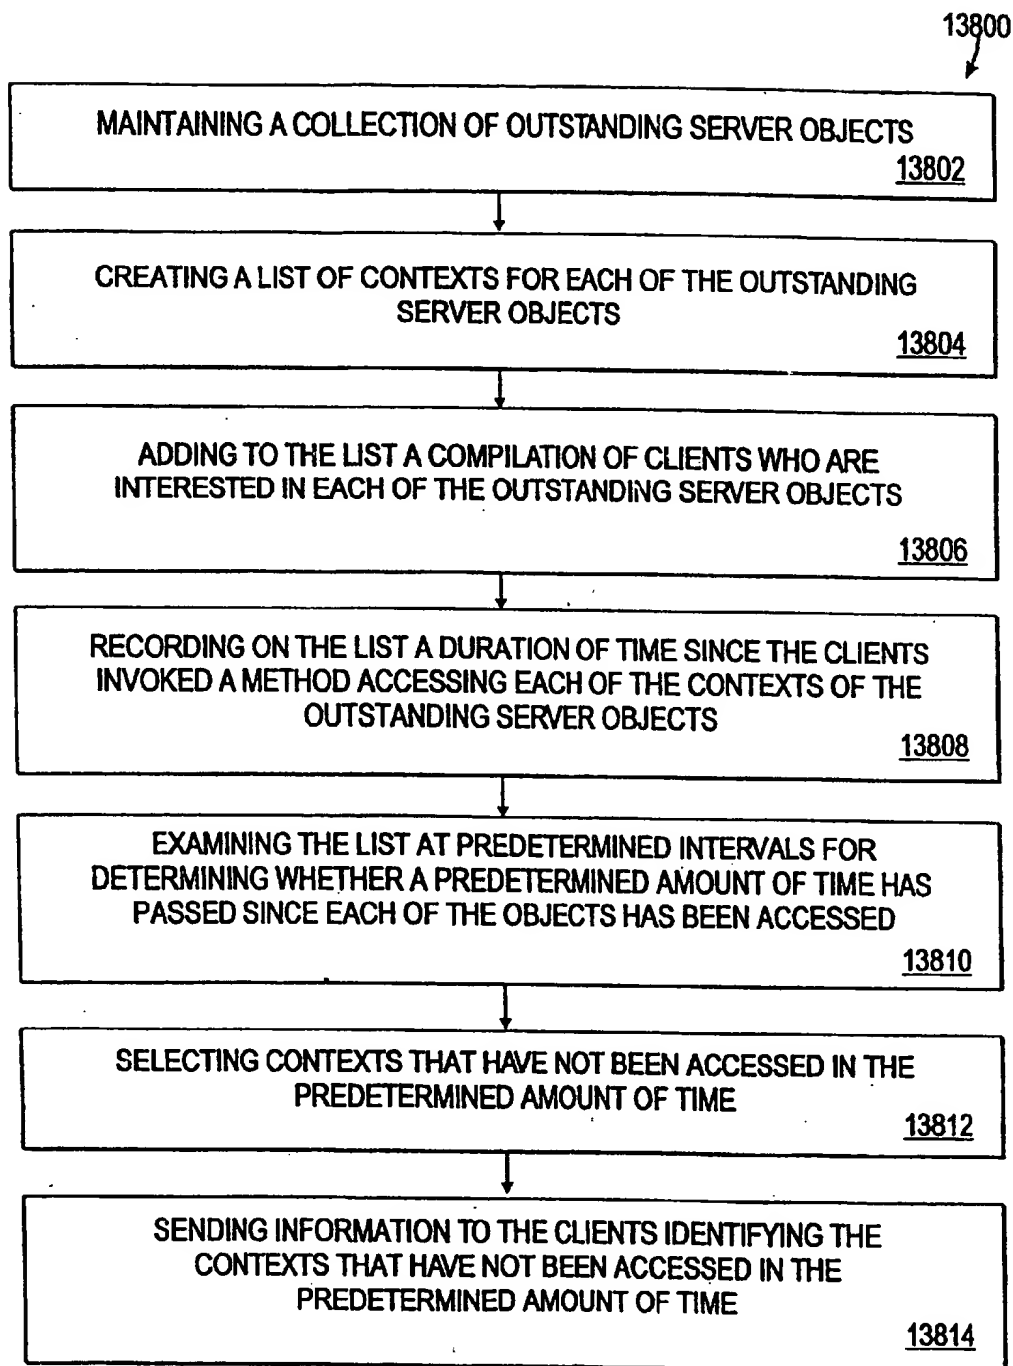 13800
MAINTAINING A COLLECTION OF OUTSTANDING SERVER OBJECTS
13802
CREATING A LIST OF CONTEXTS FOR EACH OF THE OUTSTANDING
SERVER OBJECTS
13804
ADDING TO THE LIST A COMPILATION OF CLIENTS WHO ARE
INTERESTED IN EACH OF THE OUTSTANDING SERVER OBJECTS
13806
RECORDING ON THE LIST A DURATION OF TIME SINCE THE CLIENTS
INVOKED A METHOD ACCESSING EACH OF THE CONTEXTS OF THE
OUTSTANDING SERVER OBJECTS
13808
EXAMINING THE LIST AT PREDETERMINED INTERVALS FOR
DETERMINING WHETHER A PREDETERMINED AMOUNT OF TIME HAS
PASSED SINCE EACH OF THE OBJECTS HAS BEEN ACCESSED
13810
SELECTING CONTEXTS THAT HAVE NOT BEEN ACCESSED IN THE
PREDETERMINED AMOUNT OF TIME
13812
SENDING INFORMATION TO THE CLIENTS IDENTIFYING THE
CONTEXTS THAT HAVE NOT BEEN ACCESSED IN THE
PREDETERMINED AMOUNT OF TIME
13814